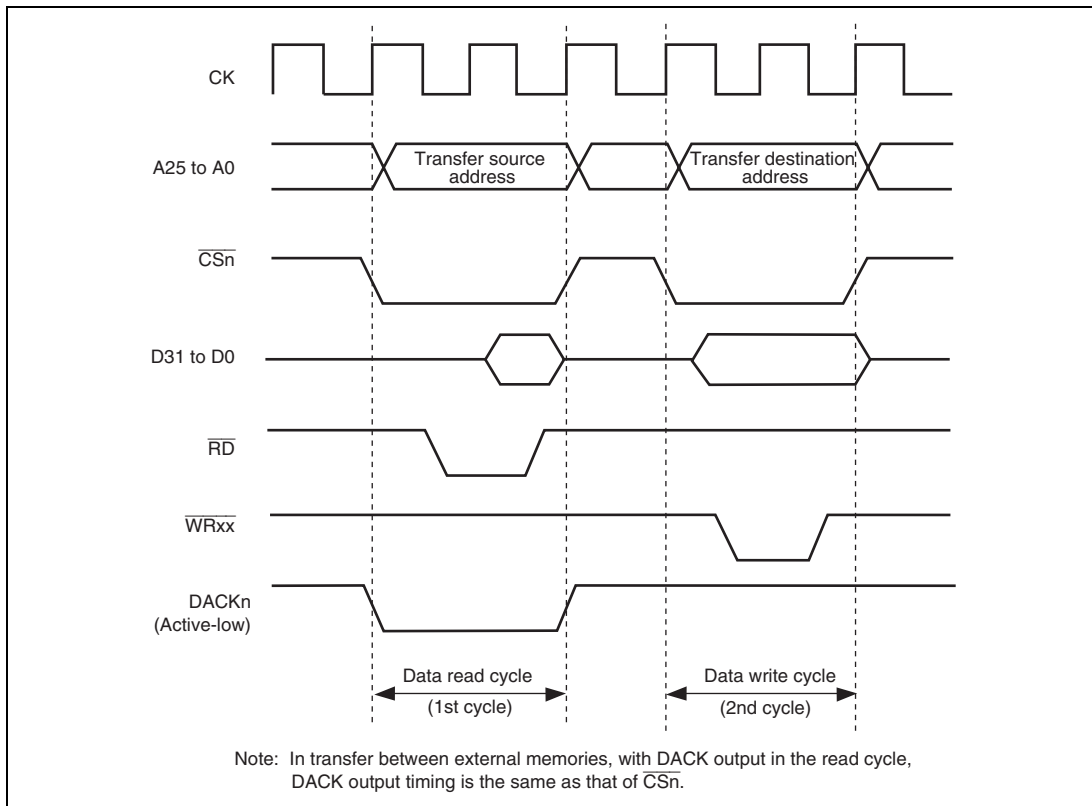 CK
A25 to A0
Transfer source
address
Transfer destination
address
CSn
D31 to D0
RD
WRxx
DACKn
(Active-low)
Data read cycle
(1st cycle)
Data write cycle
(2nd cycle)
Note: In transfer between external memories, with DACK output in the read cycle,
DACK output timing is the same as that of CSn.